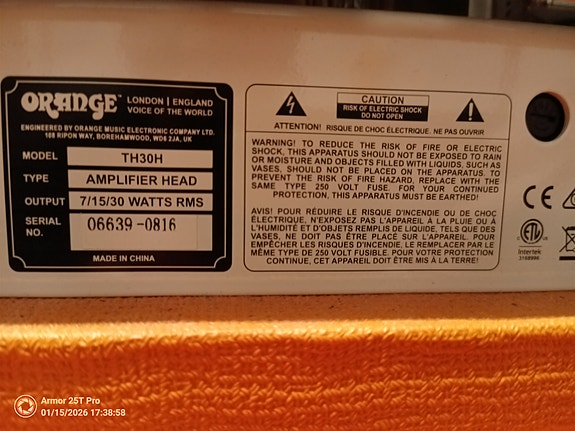 ORANGE™ LONDON | ENGLAND
VOICE OF THE WORLD
ENGINEERED BY ORANGE MUSIC ELECTRONIC COMPANY LTD.
108 RIPON WAY, BOREHAMWOOD, WD6 2JA, UK
MODEL TH30H
TYPE AMPLIFIER HEAD
OUTPUT 7/15/30 WATTS RMS
SERIAL NO. 06639-0816
MADE IN CHINA
CAUTION
RISK OF ELECTRIC SHOCK
DO NOT OPEN
ATTENTION! RISQUE DE CHOC ÉLECTRIQUE. NE PAS OUVRIR
WARNING! TO REDUCE THE RISK OF FIRE OR ELECTRIC
SHOCK, THIS APPARATUS SHOULD NOT BE EXPOSED TO RAIN
OR MOISTURE AND OBJECTS FILLED WITH LIQUIDS, SUCH AS
VASES, SHOULD NOT BE PLACED ON THE APPARATUS. TO
PREVENT THE RISK OF FIRE HAZARD, REPLACE WITH THE
SAME TYPE 250 VOLT FUSE. FOR YOUR CONTINUED
PROTECTION, THIS APPARATUS MUST BE EARTHED!
AVIS! POUR RÉDUIRE LE RISQUE D'INCENDIE OU DE CHOC
ÉLECTRIQUE, N'EXPOSEZ PAS L'APPAREIL À LA PLUIE OU À
L'HUMIDITÉ ET D'OBJETS REMPLIS DE LIQUIDE, TELS QUE DES
VASES, NE DOIT PAS ÊTRE PLACÉ SUR L'APPAREIL. POUR
EMPÊCHER LES RISQUES D'INCENDIE, LE REMPLACER PAR LE
MÊME TYPE DE 250 VOLT FUSIBLE. POUR VOTRE PROTECTION
CONTINUE, CET APPAREIL DOIT ÊTRE MIS À LA TERRE!
CE
ETL
Intertek
Armor 25T Pro
01/15/2026 17:38:58